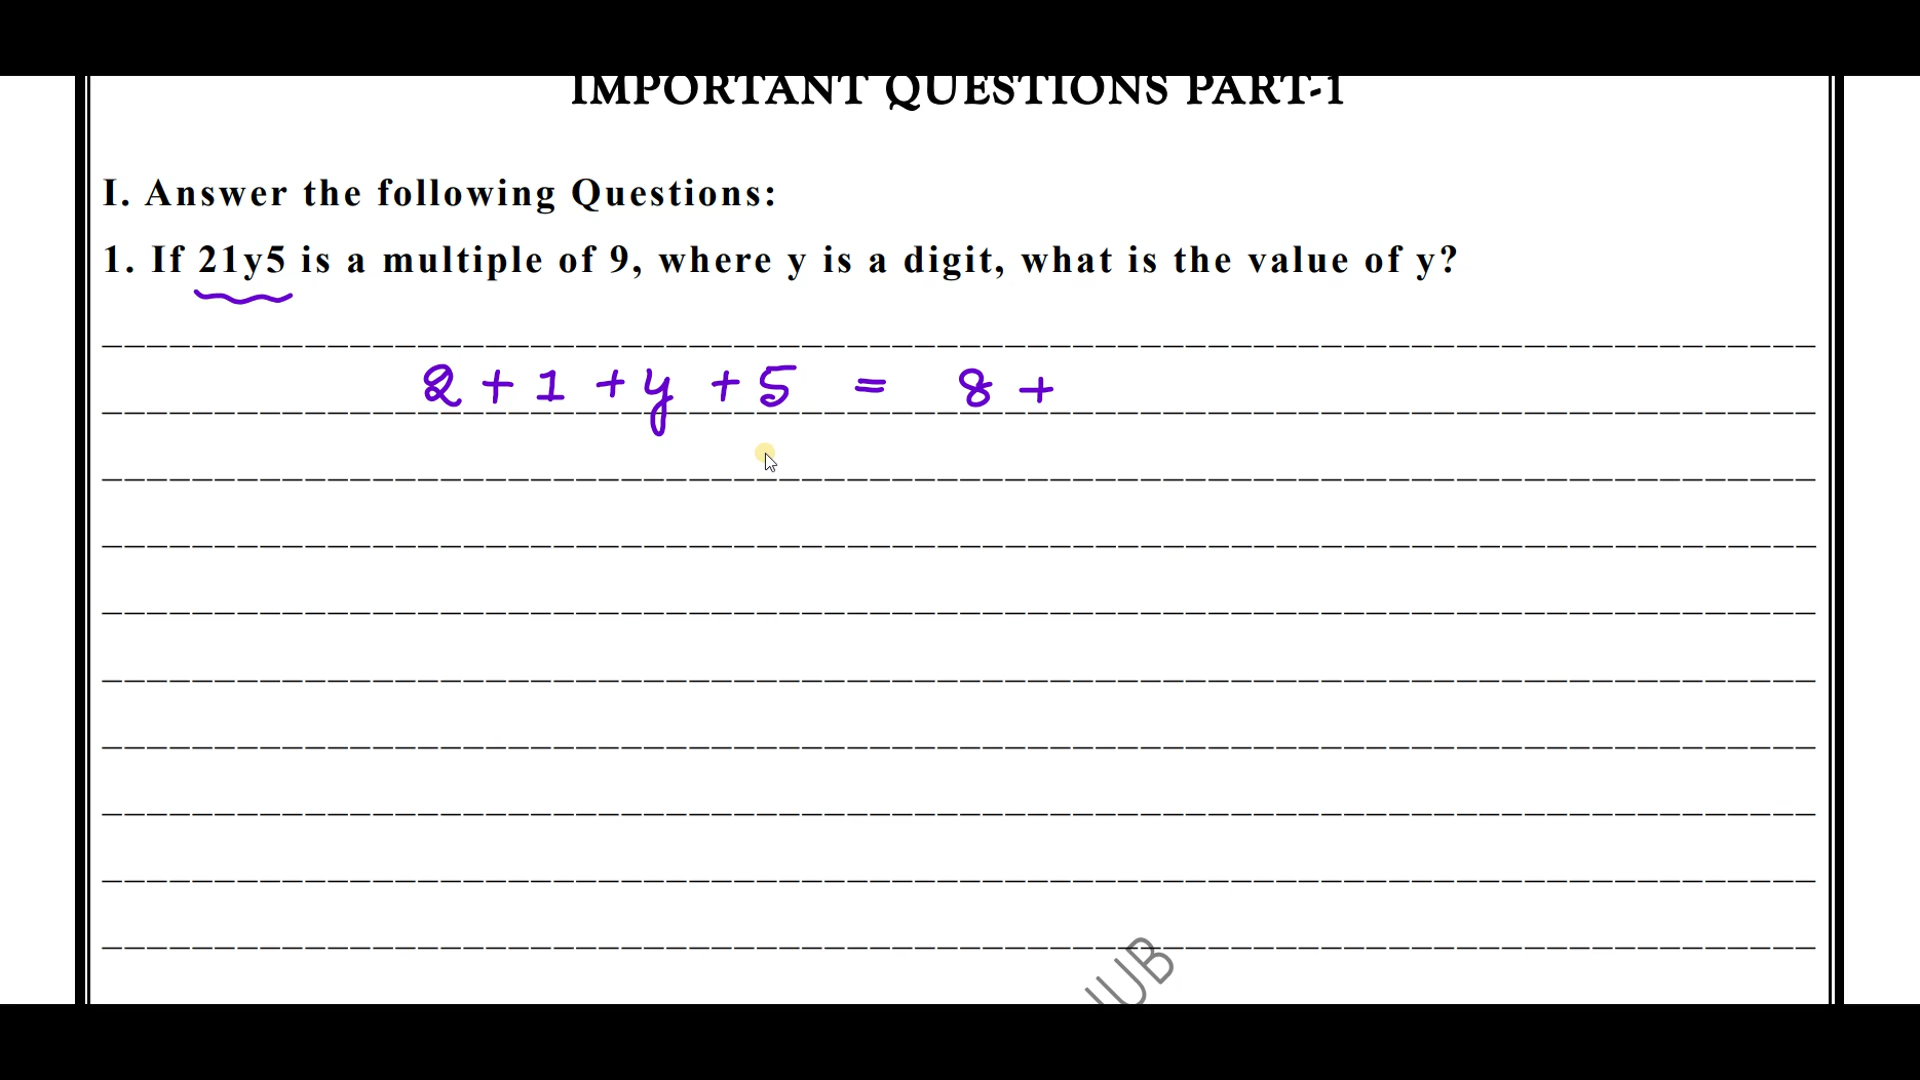 IMPORTANT QUESTIONS PART-1
I. Answer the following Questions:
1. If 21y5 is a multiple of 9, where y is a digit, what is the value of y?
2 + 1 + y + 5 = 8 +